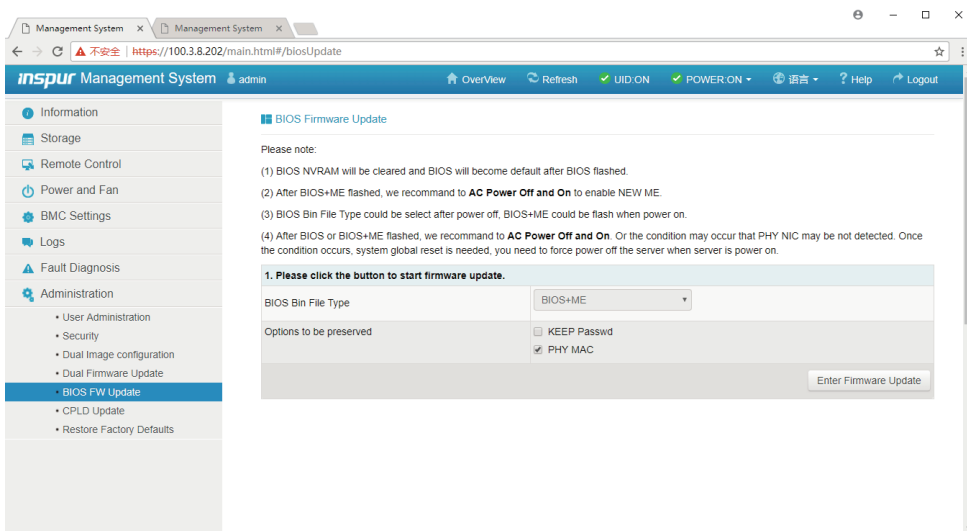 Management System
Management System
不安全 | https://100.3.8.202/main.html#/biosUpdate
inspur Management System admin OverView Refresh UID:ON POWER:ON 语言 Help Logout
Information
Storage
Remote Control
Power and Fan
BMC Settings
Logs
Fault Diagnosis
Administration
• User Administration
• Security
• Dual Image configuration
• Dual Firmware Update
• BIOS FW Update
• CPLD Update
• Restore Factory Defaults
BIOS Firmware Update
Please note:
(1) BIOS NVRAM will be cleared and BIOS will become default after BIOS flashed.
(2) After BIOS+ME flashed, we recommand to AC Power Off and On to enable NEW ME.
(3) BIOS Bin File Type could be select after power off, BIOS+ME could be flash when power on.
(4) After BIOS or BIOS+ME flashed, we recommand to AC Power Off and On. Or the condition may occur that PHY NIC may be not detected. Once
the condition occurs, system global reset is needed, you need to force power off the server when server is power on.
1. Please click the button to start firmware update.
BIOS Bin File Type BIOS+ME
Options to be preserved KEEP Passwd
PHY MAC
Enter Firmware Update